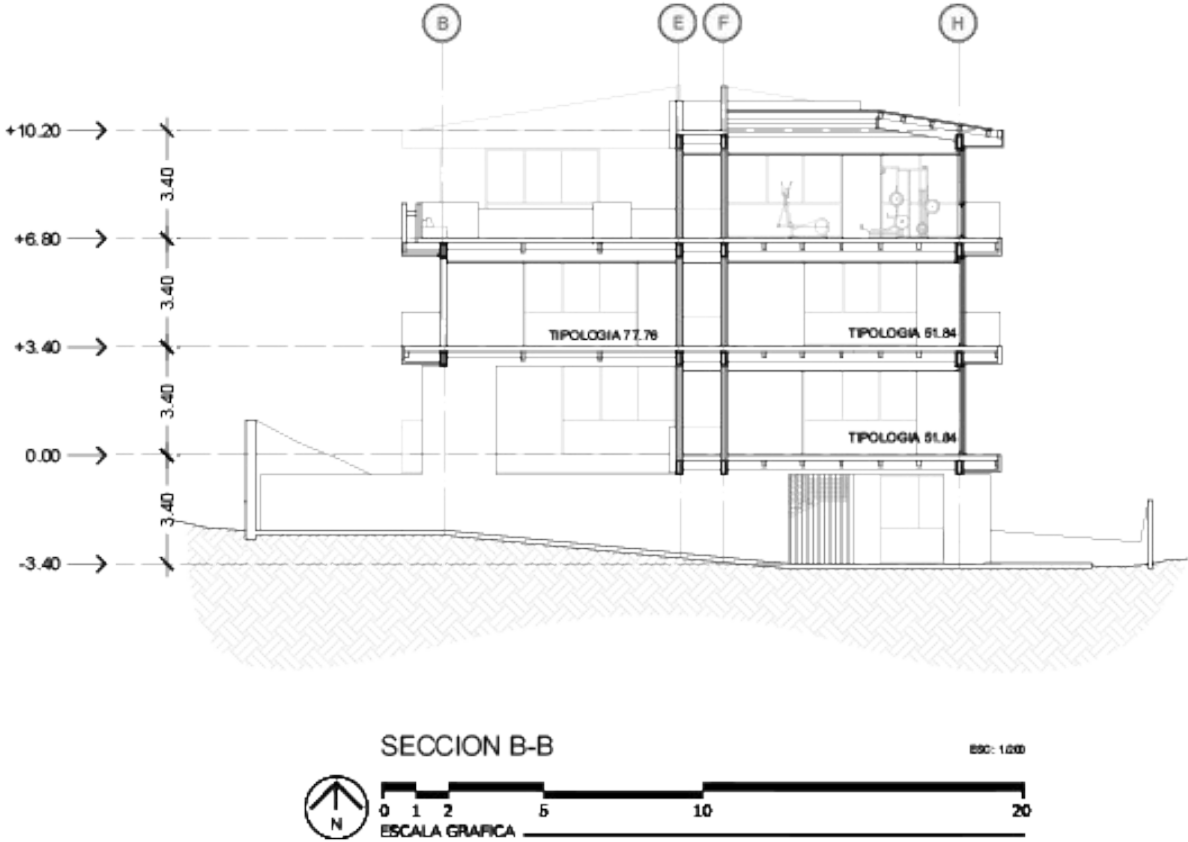 B E F H
+10.20
3.40
+6.80
3.40
TIPOLOGIA 77.76 TIPOLOGIA 51.84
+3.40
3.40
TIPOLOGIA 51.84
0.00
3.40
-3.40
SECCION B-B
ESC: 1/200
N
0 1 2 5 10 20
ESCALA GRAFICA